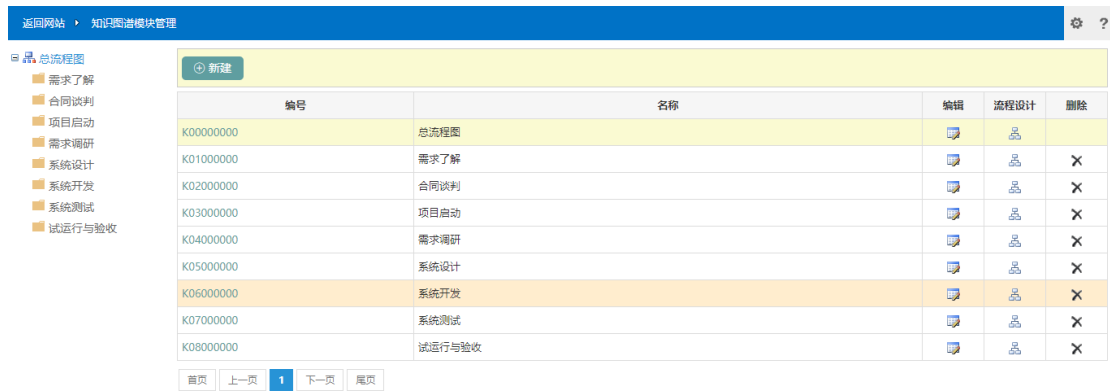 返回网站 知识图谱模块管理 ?
总流程图
需求了解
合同谈判
项目启动
需求调研
系统设计
系统开发
系统测试
试运行与验收
新建
编号 名称 编辑 流程设计 删除
K00000000 总流程图
K01000000 需求了解
K02000000 合同谈判
K03000000 项目启动
K04000000 需求调研
K05000000 系统设计
K06000000 系统开发
K07000000 系统测试
K08000000 试运行与验收
首页 上一页 1 下一页 尾页